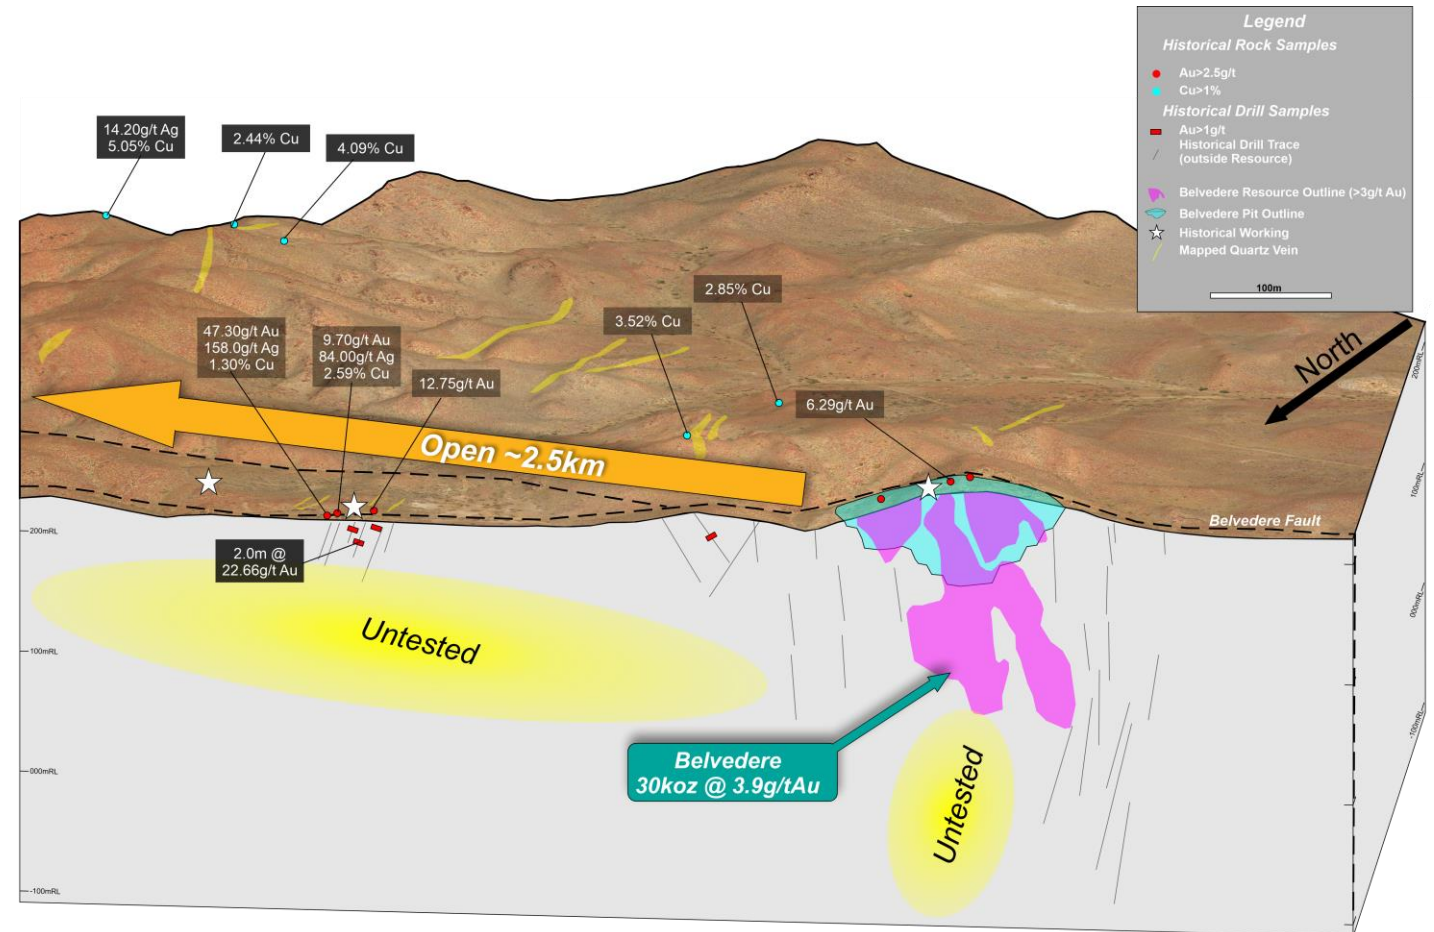 Legend
Historical Rock Samples
Au>2.5g/t
Cu>1%
Historical Drill Samples
Au>1g/t
Historical Drill Trace
(outside Resource)
Belvedere Resource Outline (>3g/t Au)
Belvedere Pit Outline
Historical Working
Mapped Quartz Vein
100m
14.20g/t Ag
5.05% Cu
2.44% Cu
4.09% Cu
2.85% Cu
3.52% Cu
47.30g/t Au
158.0g/t Ag
1.30% Cu
9.70g/t Au
84.00g/t Ag
2.59% Cu
12.75g/t Au
6.29g/t Au
North
200mRL
100mRL
000mRL
-100mRL
Open ~2.5km
Belvedere Fault
200mRL
2.0m @
22.66g/t Au
Untested
100mRL
Belvedere
30koz @ 3.9g/tAu
000mRL
Untested
-100mRL